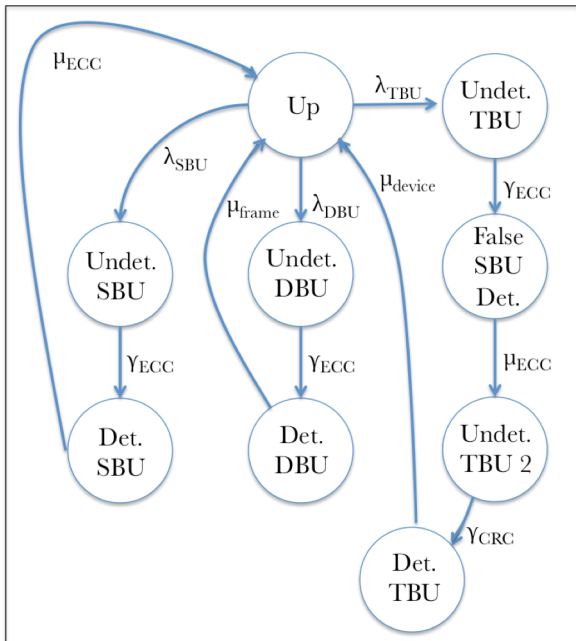 μECC
Up
λTBU
Undet.
TBU
λSBU
μframe
λDBU
μdevice
γECC
Undet.
SBU
Undet.
DBU
False
SBU
Det.
γECC
γECC
μECC
Det.
SBU
Det.
DBU
Undet.
TBU 2
γCRC
Det.
TBU